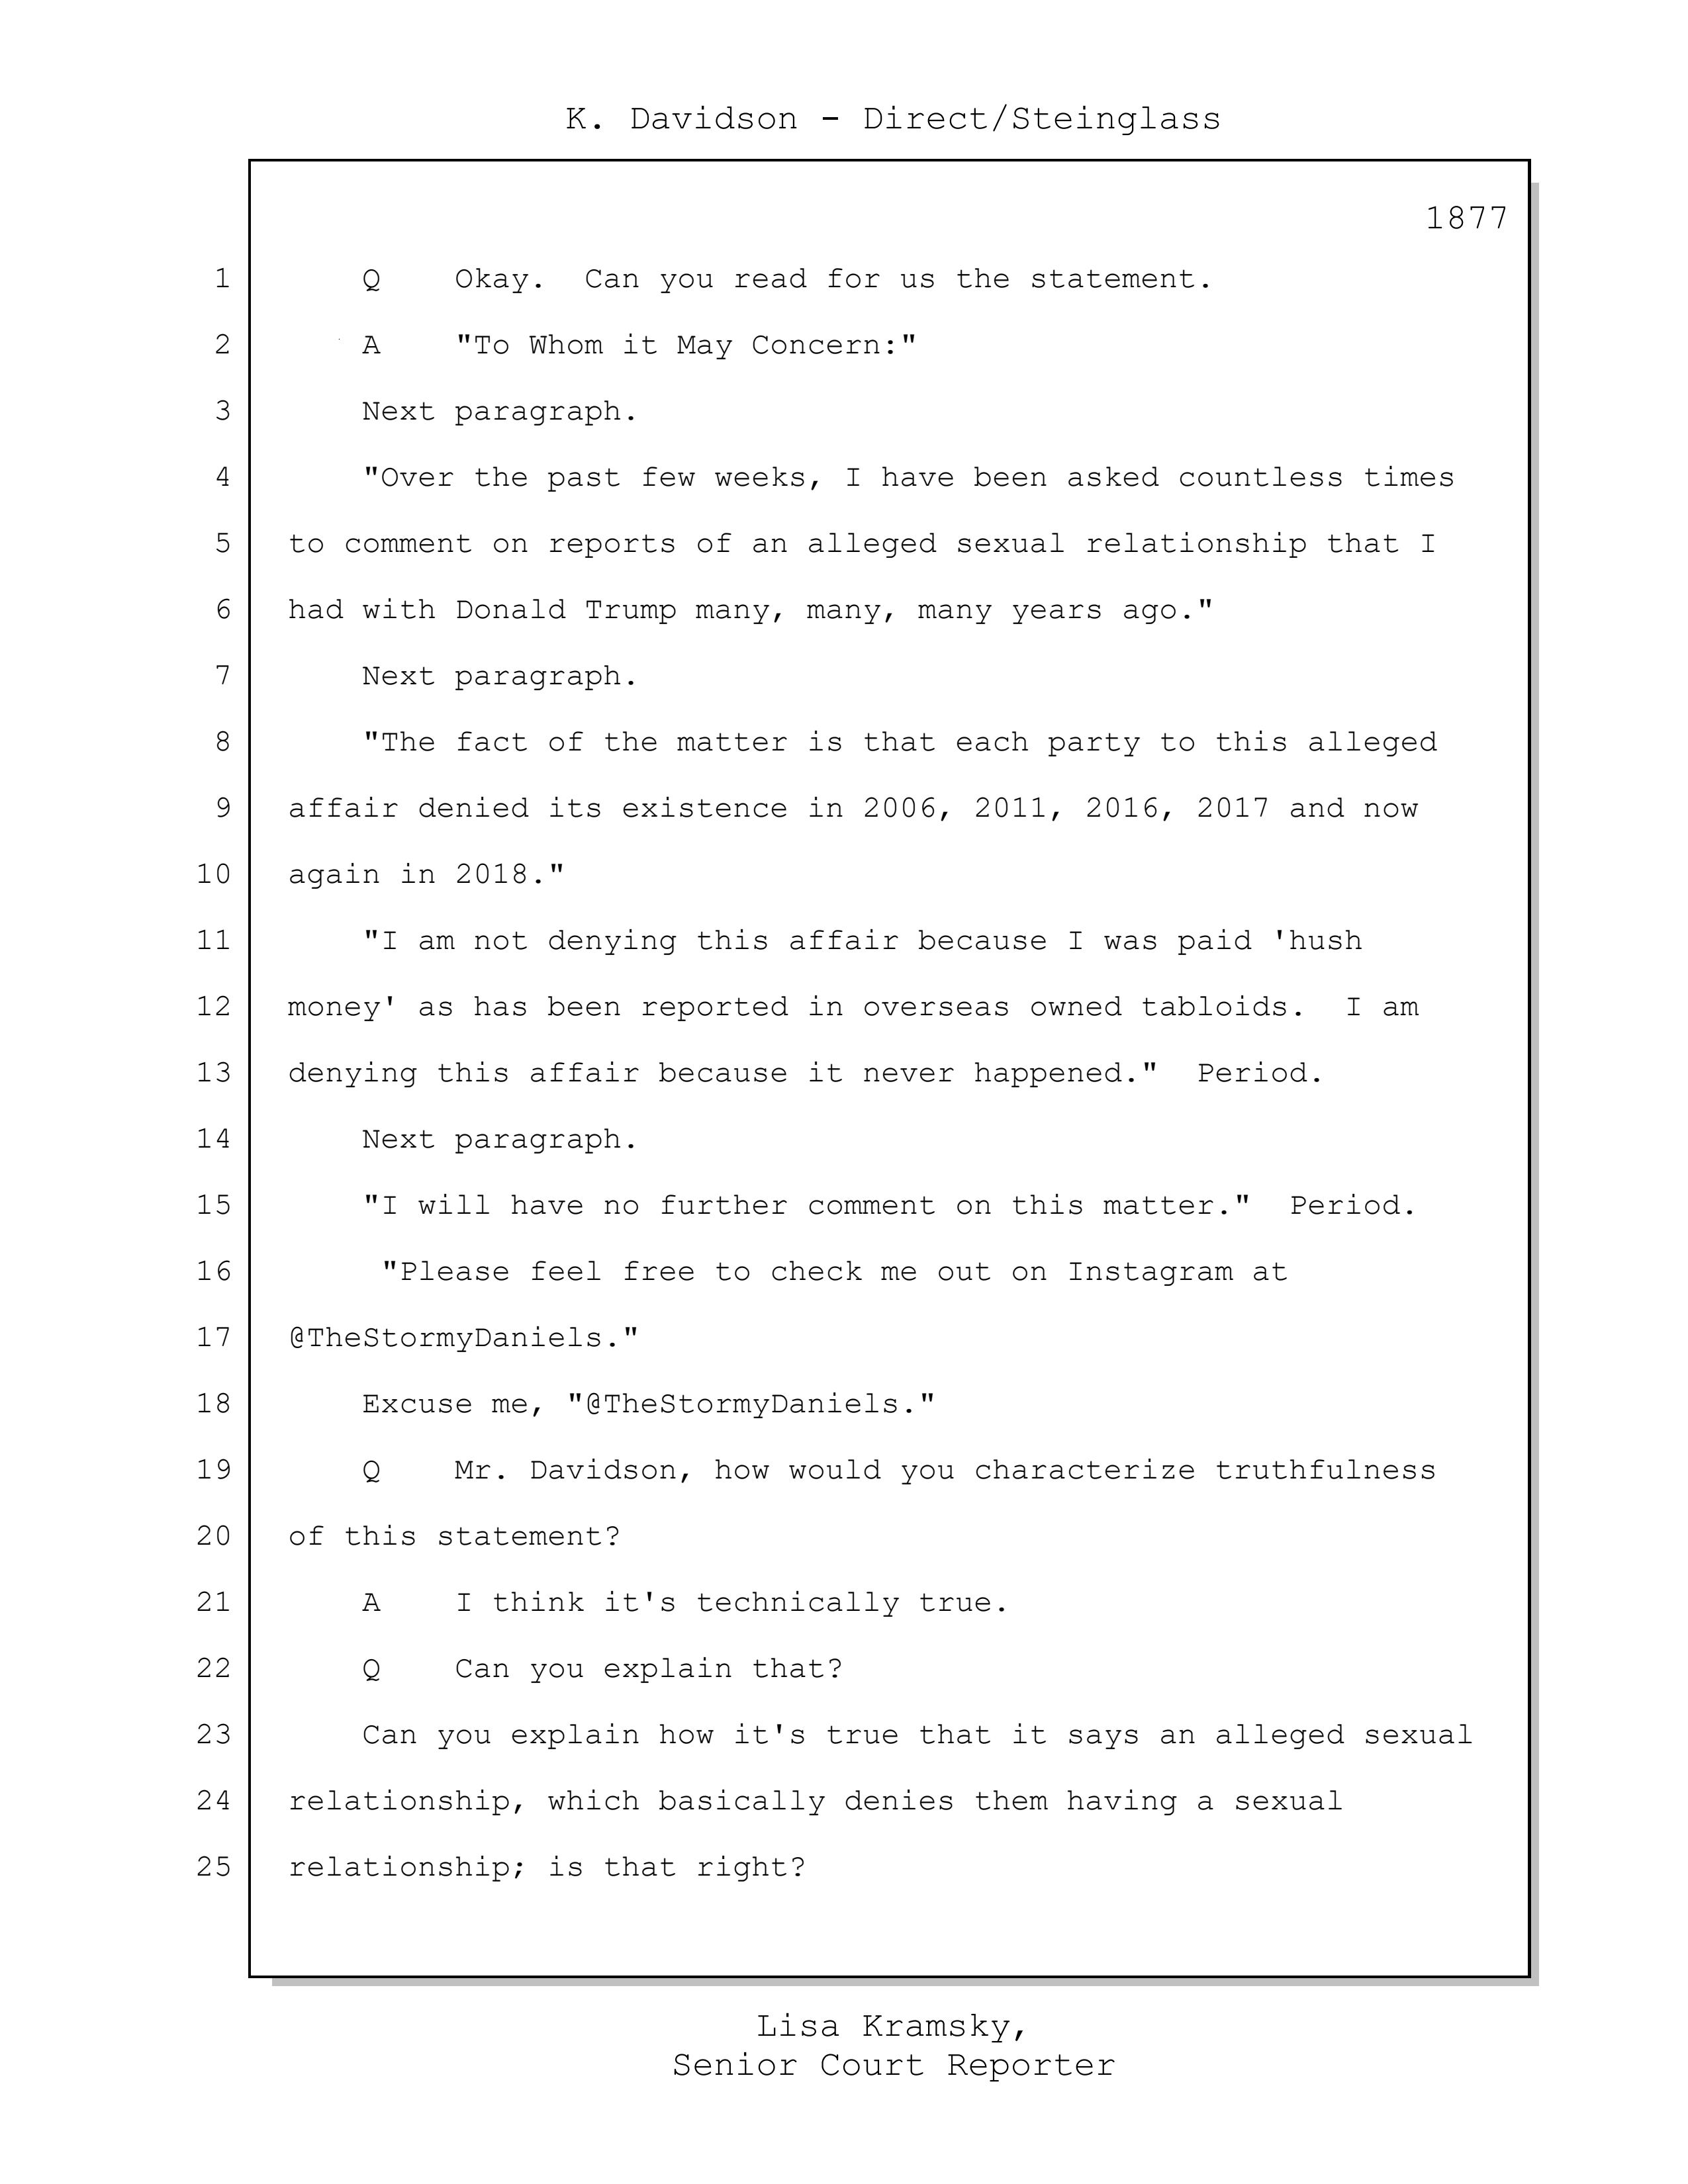 K. Davidson - Direct/Steinglass
1877
1 Q Okay. Can you read for us the statement.
2 A "To Whom it May Concern:"
3 Next paragraph.
4 "Over the past few weeks, I have been asked countless times
5 to comment on reports of an alleged sexual relationship that I
6 had with Donald Trump many, many, many years ago."
7 Next paragraph.
8 "The fact of the matter is that each party to this alleged
9 affair denied its existence in 2006, 2011, 2016, 2017 and now
10 again in 2018."
11 "I am not denying this affair because I was paid 'hush
12 money' as has been reported in overseas owned tabloids. I am
13 denying this affair because it never happened." Period.
14 Next paragraph.
15 "I will have no further comment on this matter." Period.
16 "Please feel free to check me out on Instagram at
17 @TheStormyDaniels."
18 Excuse me, "@TheStormyDaniels."
19 Q Mr. Davidson, how would you characterize truthfulness
20 of this statement?
21 A I think it's technically true.
22 Q Can you explain that?
23 Can you explain how it's true that it says an alleged sexual
24 relationship, which basically denies them having a sexual
25 relationship; is that right?
Lisa Kramsky,
Senior Court Reporter